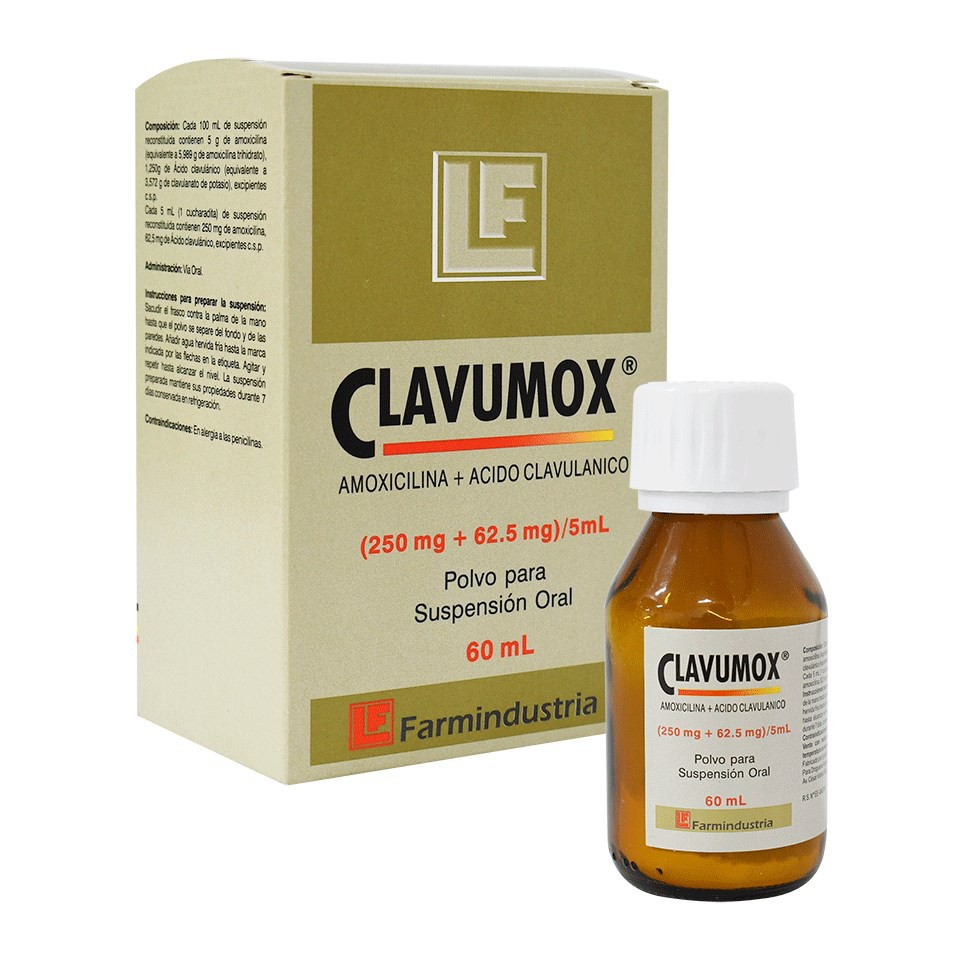 Composición: Cada 100 mL de suspensión
reconstituida contienen 5 g de amoxicilina
(equivalente a 5,989 g de amoxicilina trihidrato),
1,250g de Ácido clavulánico (equivalente a
3,572 g de clavulanato de potasio), excipientes
c.s.p.
Cada 5 mL (1 cucharadita) de suspensión
reconstituida contienen 250 mg de amoxicilina,
62,5 mg de Ácido clavulánico, excipientes c.s.p.
Administración: Vía Oral.
Instrucciones para preparar la suspensión:
Sacudir el frasco contra la palma de la mano
hasta que el polvo se separe del fondo y de las
paredes. Añadir agua hervida fría hasta la marca
indicada por las flechas en la etiqueta. Agitar y
repetir hasta alcanzar el nivel. La suspensión
preparada mantiene sus propiedades durante 7
días conservada en refrigeración.
Contraindicaciones: En alergia a las penicilinas.
LF
CLAVUMOX®
AMOXICILINA + ACIDO CLAVULANICO
(250 mg + 62.5 mg)/5mL
Polvo para
Suspensión Oral
60 mL
LF Farmindustria
CLAVUMOX®
AMOXICILINA + ACIDO CLAVULANICO
(250 mg + 62.5 mg)/5mL
Polvo para
Suspensión Oral
60 mL
LF Farmindustria